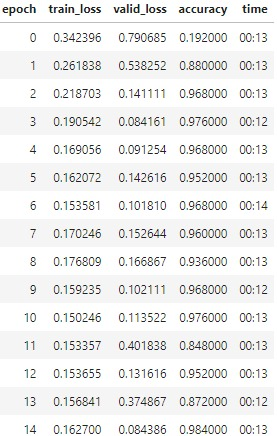 epoch train_loss valid_loss accuracy time
0 0.342396 0.790685 0.192000 00:13
1 0.261838 0.538252 0.880000 00:13
2 0.218703 0.141111 0.968000 00:13
3 0.190542 0.084161 0.976000 00:12
4 0.169056 0.091254 0.968000 00:13
5 0.162072 0.142616 0.952000 00:13
6 0.153581 0.101810 0.968000 00:14
7 0.170246 0.152644 0.960000 00:13
8 0.176809 0.166867 0.936000 00:13
9 0.159235 0.102111 0.968000 00:12
10 0.150246 0.113522 0.976000 00:13
11 0.153357 0.401838 0.848000 00:13
12 0.153655 0.131616 0.952000 00:13
13 0.156841 0.374867 0.872000 00:12
14 0.162700 0.084386 0.984000 00:13